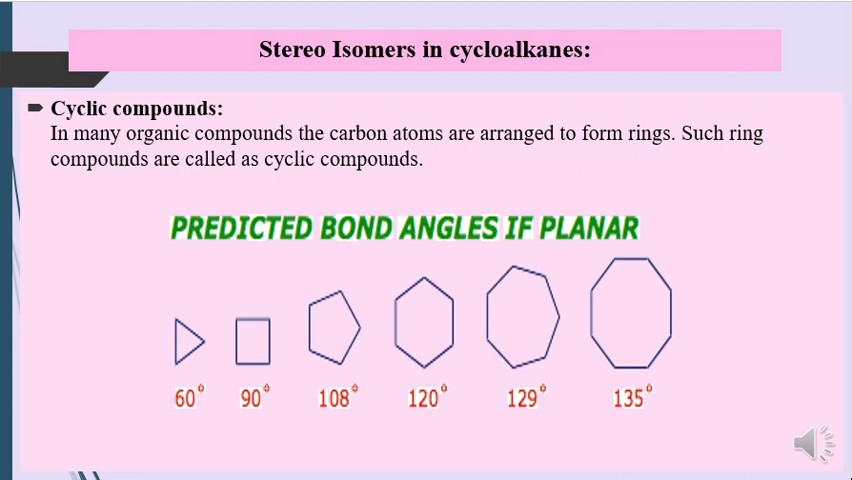 Stereo Isomers in cycloalkanes:
Cyclic compounds:
In many organic compounds the carbon atoms are arranged to form rings. Such ring
compounds are called as cyclic compounds.
PREDICTED BOND ANGLES IF PLANAR
60° 90° 108° 120° 129° 135°